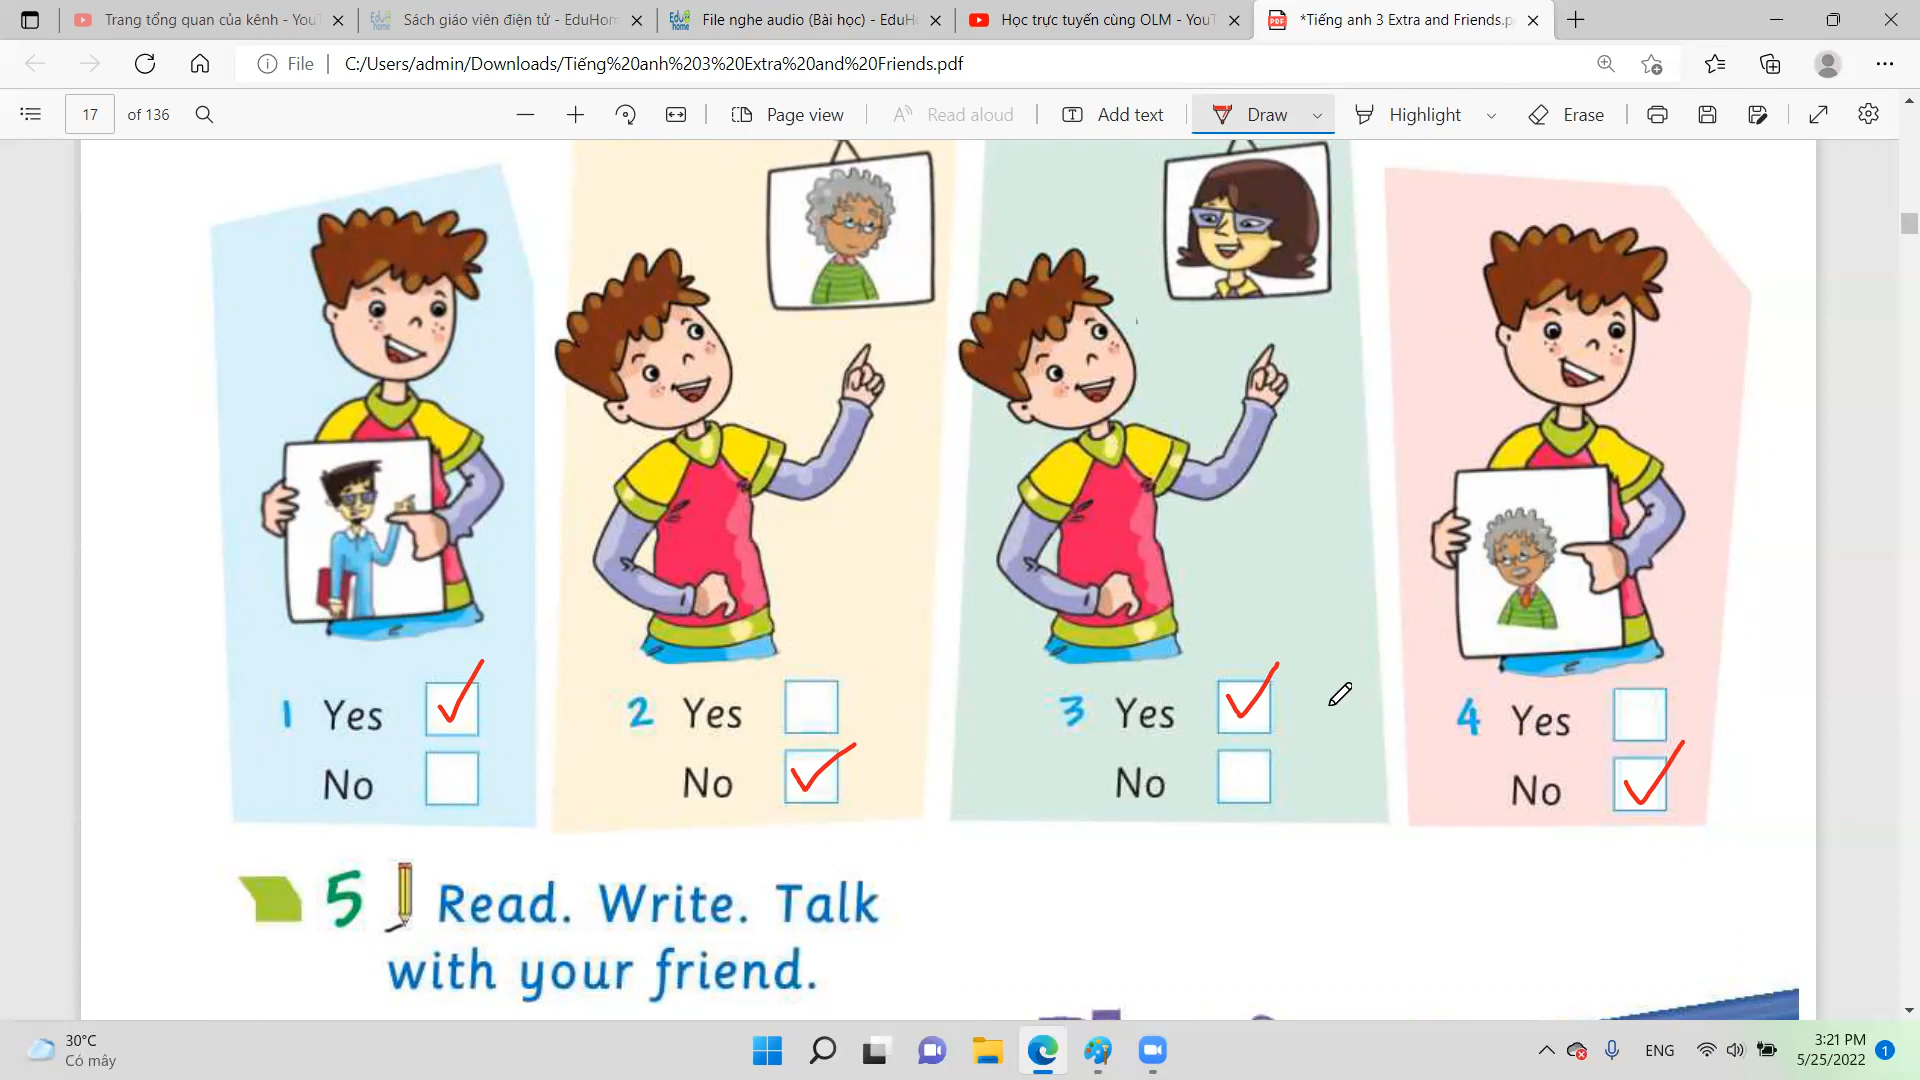 Trang tổng quan của kênh - YouT
Sách giáo viên điện tử - EduHom
File nghe audio (Bài học) - EduH
Học trực tuyến cùng OLM - YouT
*Tiếng anh 3 Extra and Friends.p
File
C:/Users/admin/Downloads/Tiếng%20anh%203%20Extra%20and%20Friends.pdf
17 of 136
Page view
Read aloud
Add text
Draw
Highlight
Erase
1 Yes
No
2 Yes
No
3 Yes
No
4 Yes
No
5 Read. Write. Talk
with your friend.
30°C
Có mây
ENG
3:21 PM
5/25/2022
1